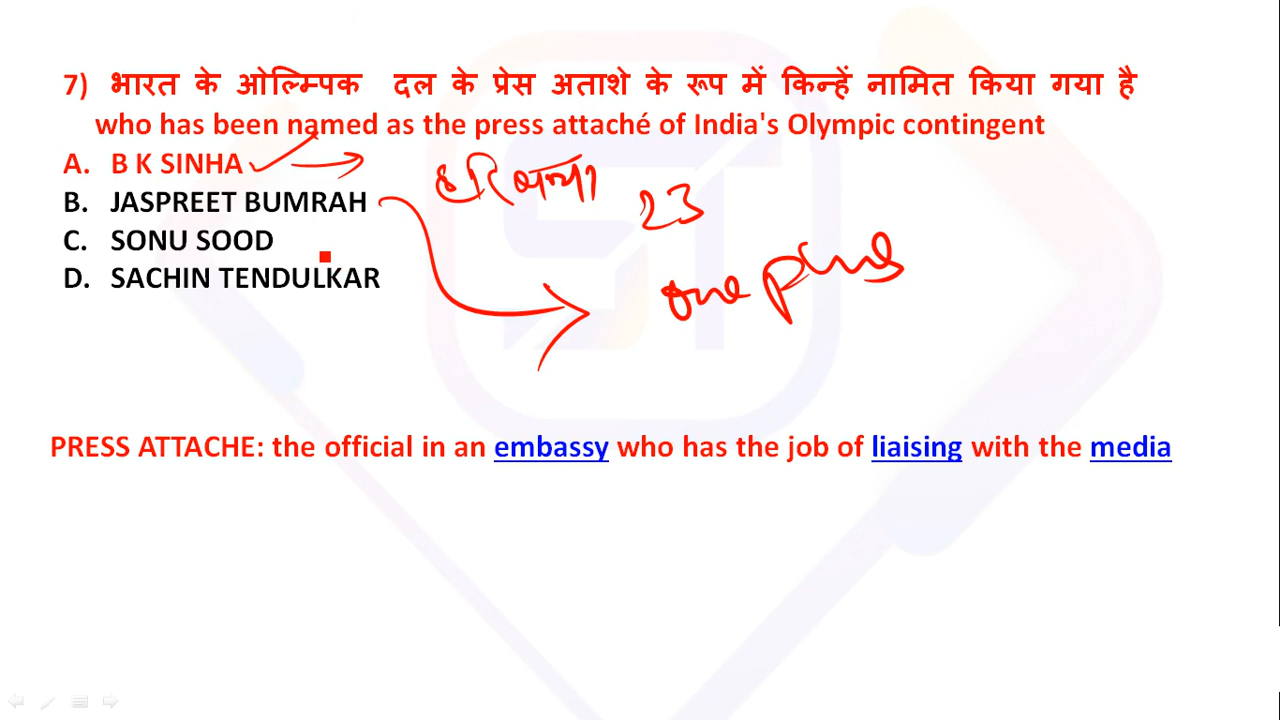 7) भारत के ओलिम्पिक दल के प्रेस अताशे के रूप में किन्हें नामित किया गया है
who has been named as the press attaché of India's Olympic contingent
A. B K SINHA
B. JASPREET BUMRAH
C. SONU SOOD
D. SACHIN TENDULKAR
23
one plus
PRESS ATTACHE: the official in an embassy who has the job of liaising with the media